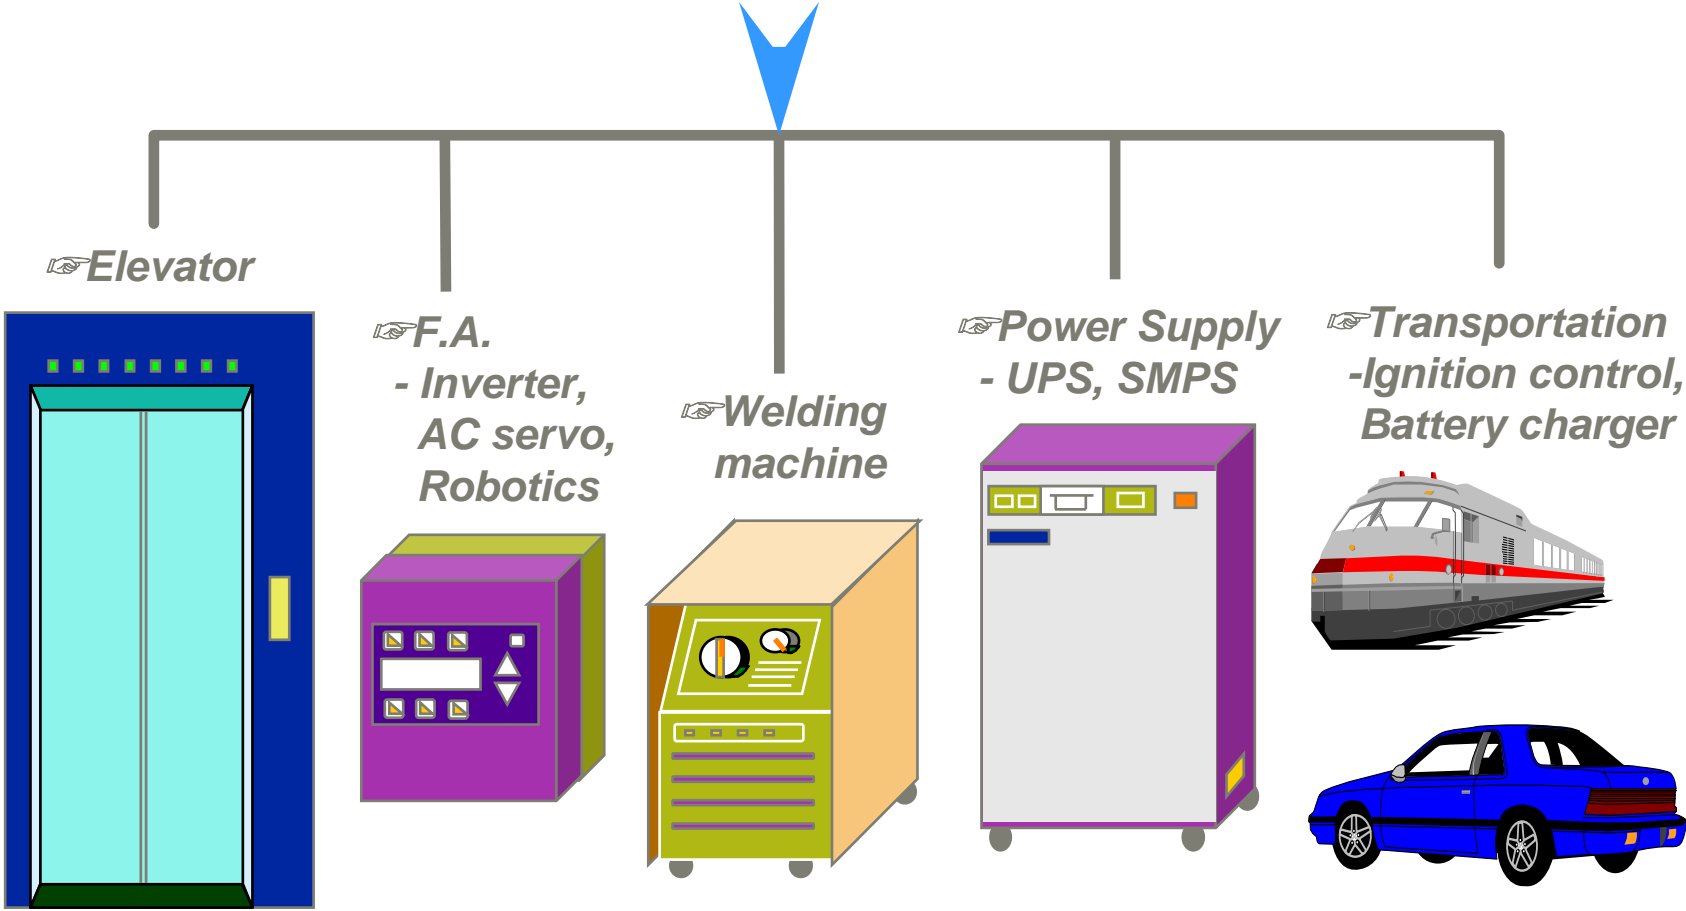 ☞Elevator
☞F.A.
- Inverter,
AC servo,
Robotics
☞Welding
machine
☞Power Supply
- UPS, SMPS
☞Transportation
-Ignition control,
Battery charger